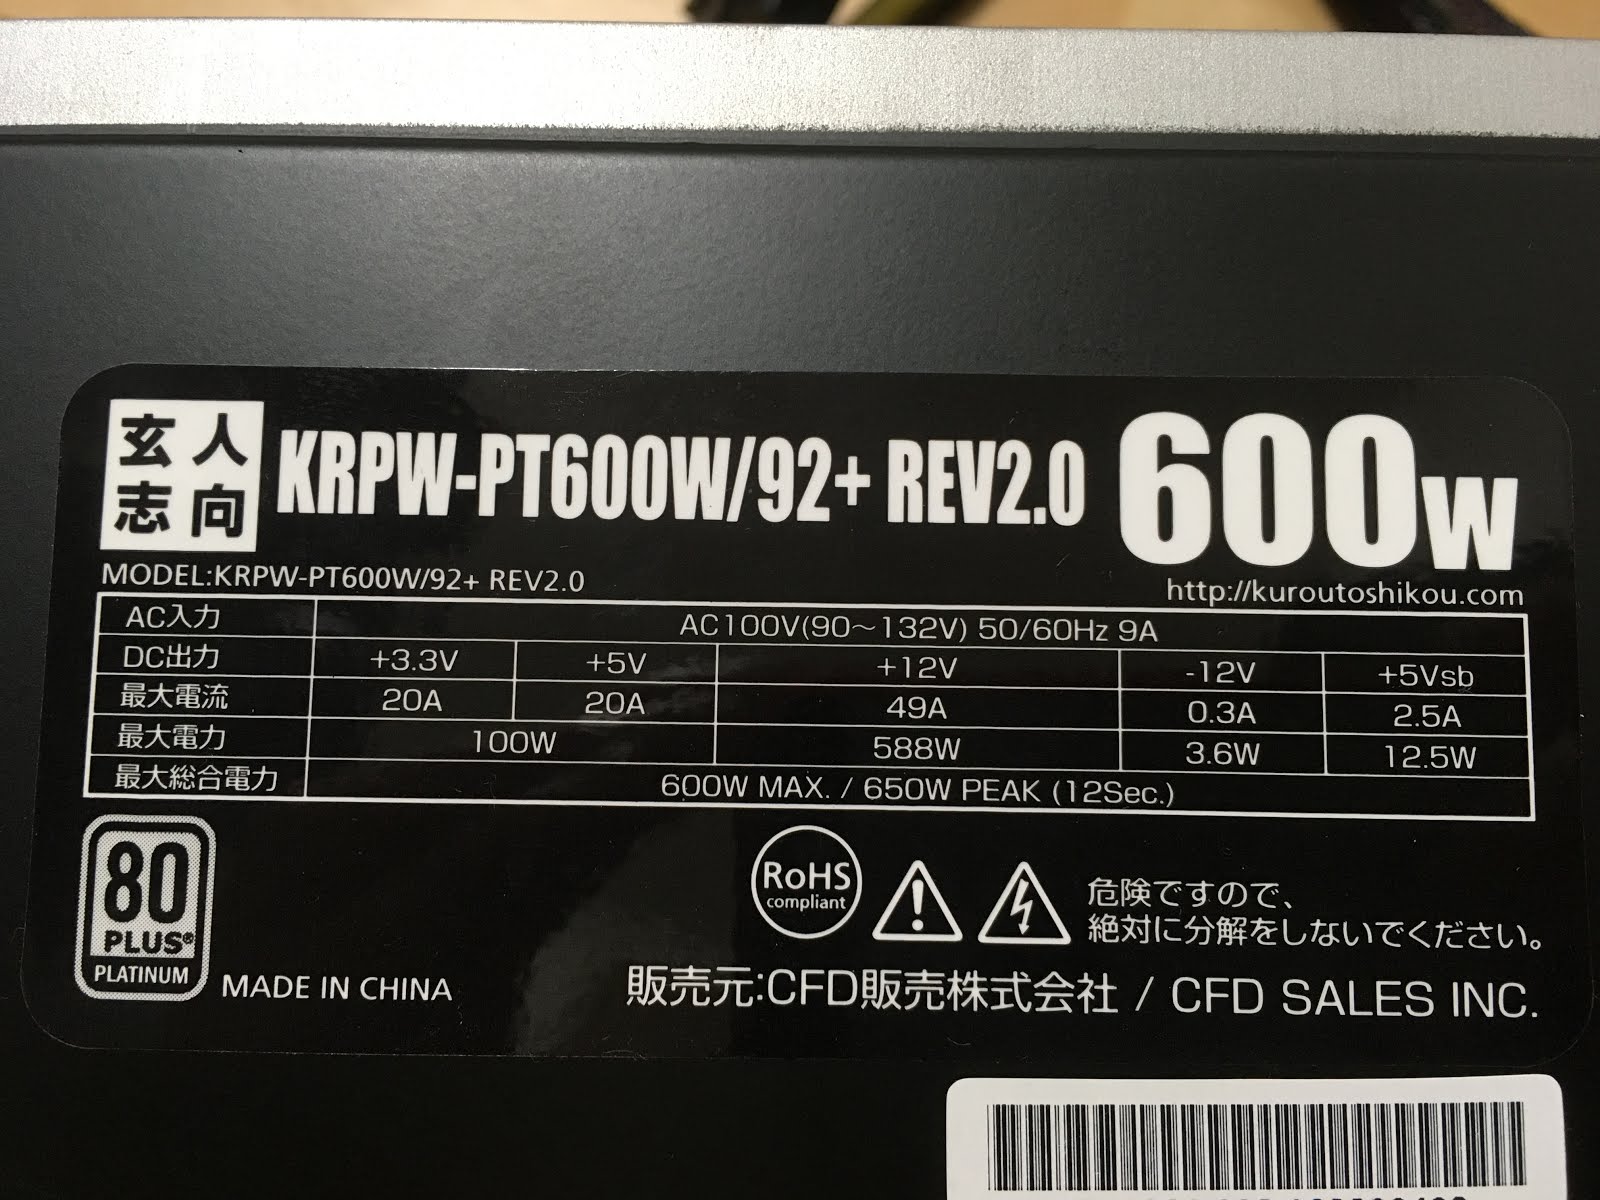 玄人
志向
KRPW-PT600W/92+ REV2.0 600W
MODEL:KRPW-PT600W/92+ REV2.0
http://kuroutoshikou.com
AC入力 AC100V(90～132V) 50/60Hz 9A
DC出力 +3.3V +5V +12V -12V +5Vsb
最大電流 20A 20A 49A 0.3A 2.5A
最大電力 100W 588W 3.6W 12.5W
最大総合電力 600W MAX. / 650W PEAK (12Sec.)
80
PLUS®
PLATINUM
MADE IN CHINA
RoHS
compliant
危険ですので、
絶対に分解をしないでください。
販売元:CFD販売株式会社 / CFD SALES INC.